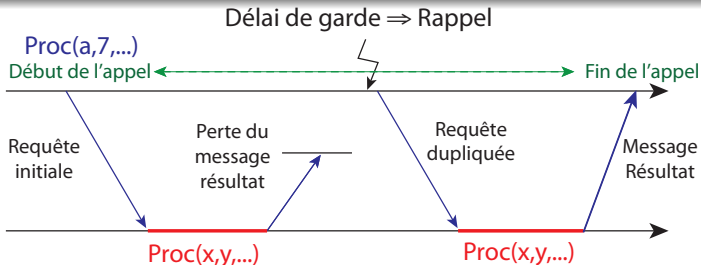 Délai de garde ⇒ Rappel
Proc(a,7,...)
Début de l'appel
Fin de l'appel
Requête
initiale
Perte du
message
résultat
Requête
dupliquée
Message
Résultat
Proc(x,y,...)
Proc(x,y,...)